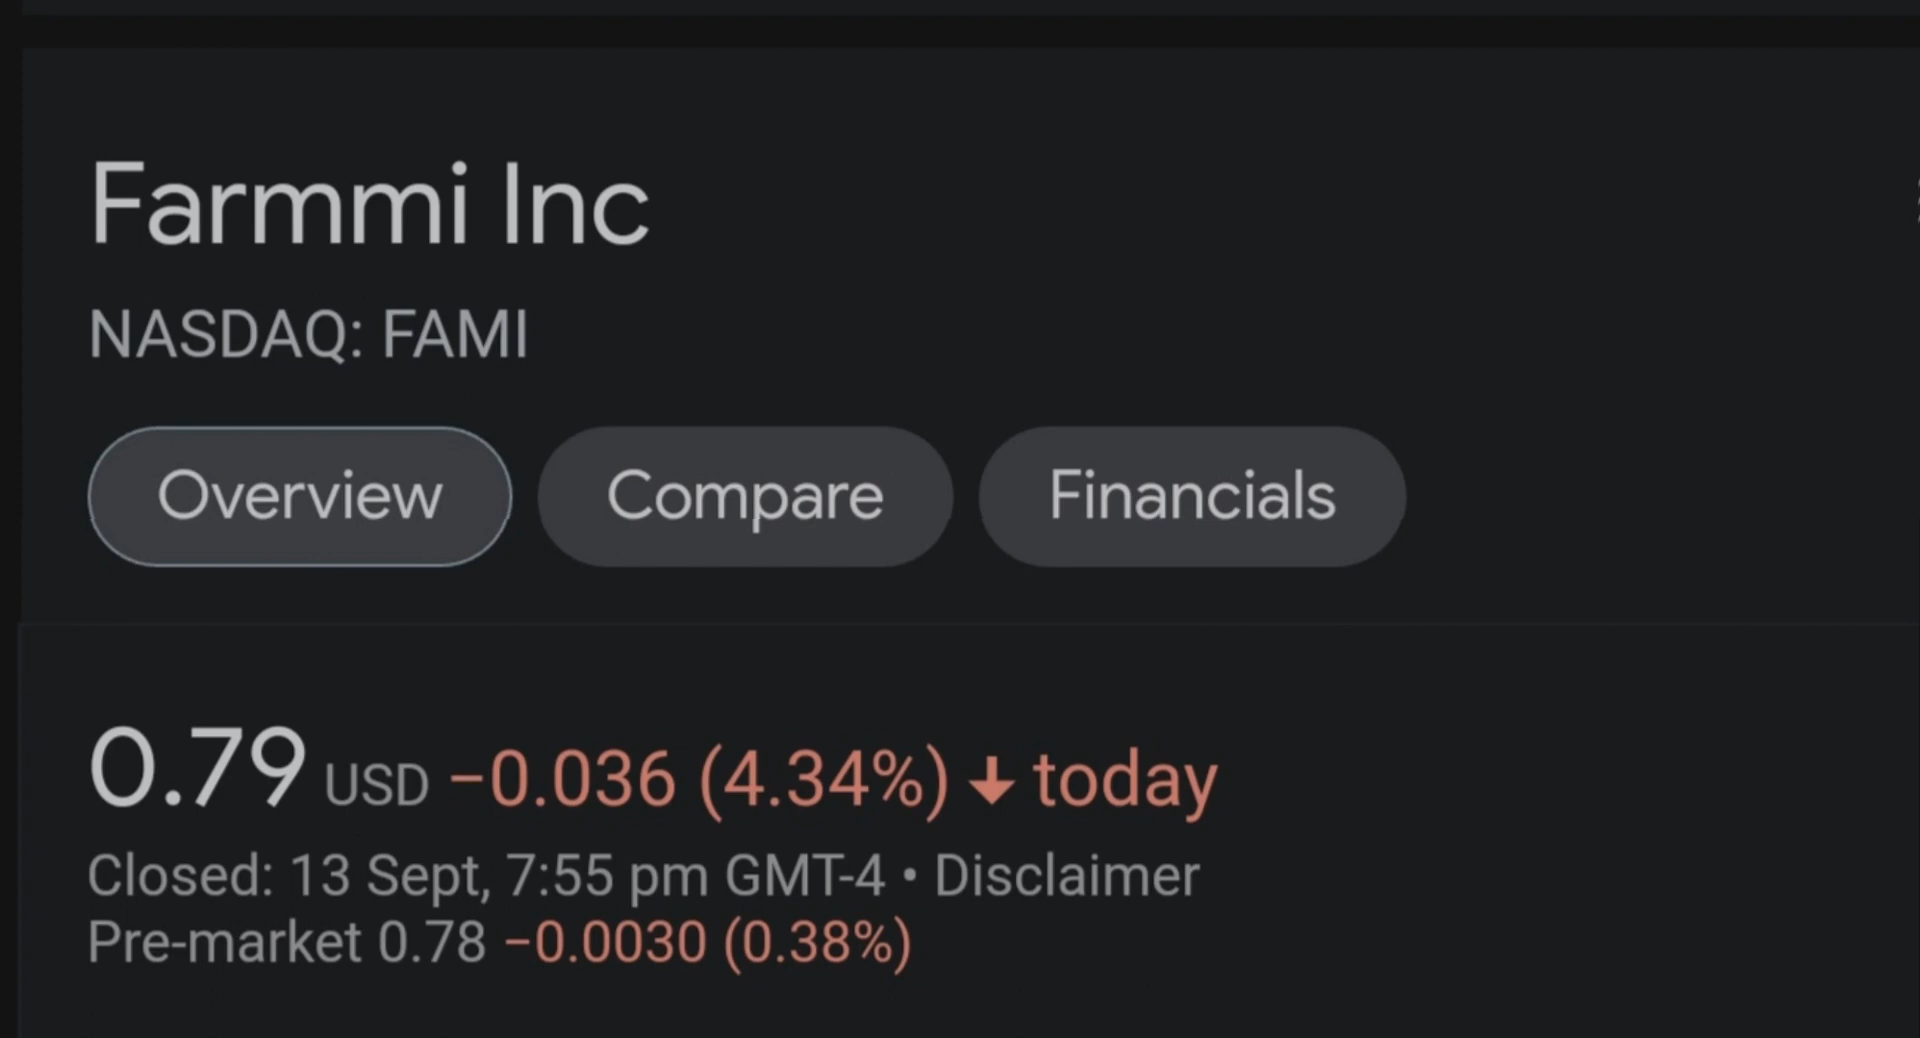 Farmmi Inc
NASDAQ: FAMI
Overview Compare Financials
0.79 USD −0.036 (4.34%) ↓ today
Closed: 13 Sept, 7:55 pm GMT-4 • Disclaimer
Pre-market 0.78 −0.0030 (0.38%)